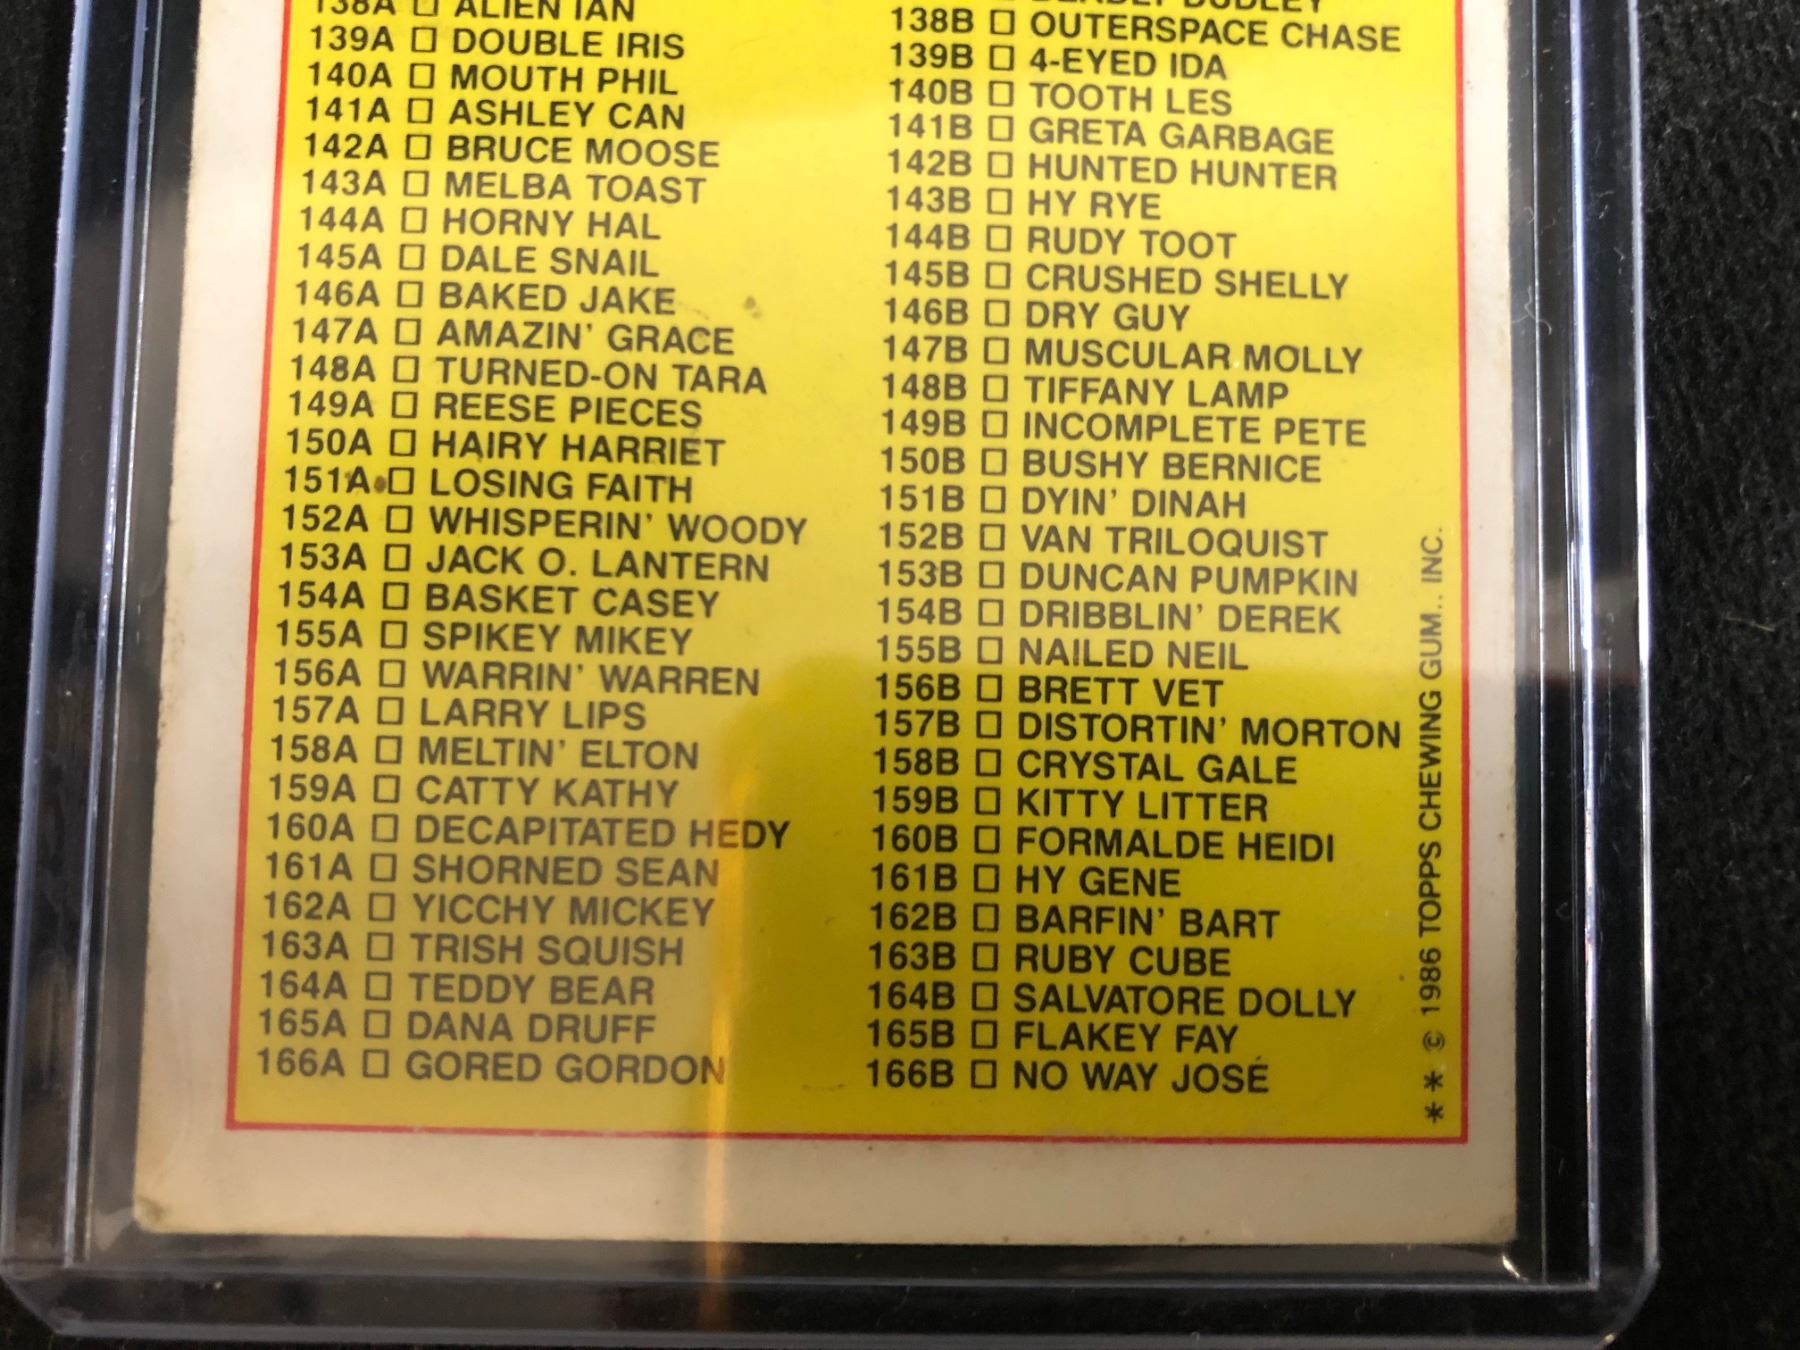 138A ☐ ALIEN IAN
139A ☐ DOUBLE IRIS
140A ☐ MOUTH PHIL
141A ☐ ASHLEY CAN
142A ☐ BRUCE MOOSE
143A ☐ MELBA TOAST
144A ☐ HORNY HAL
145A ☐ DALE SNAIL
146A ☐ BAKED JAKE
147A ☐ AMAZIN' GRACE
148A ☐ TURNED-ON TARA
149A ☐ REESE PIECES
150A ☐ HAIRY HARRIET
151A ☐ LOSING FAITH
152A ☐ WHISPERIN' WOODY
153A ☐ JACK O. LANTERN
154A ☐ BASKET CASEY
155A ☐ SPIKEY MIKEY
156A ☐ WARRIN' WARREN
157A ☐ LARRY LIPS
158A ☐ MELTIN' ELTON
159A ☐ CATTY KATHY
160A ☐ DECAPITATED HEDY
161A ☐ SHORNED SEAN
162A ☐ YICCHY MICKEY
163A ☐ TRISH SQUISH
164A ☐ TEDDY BEAR
165A ☐ DANA DRUFF
166A ☐ GORED GORDON
DEADLY DUDLEY
138B ☐ OUTERSPACE CHASE
139B ☐ 4-EYED IDA
140B ☐ TOOTH LES
141B ☐ GRETA GARBAGE
142B ☐ HUNTED HUNTER
143B ☐ HY RYE
144B ☐ RUDY TOOT
145B ☐ CRUSHED SHELLY
146B ☐ DRY GUY
147B ☐ MUSCULAR MOLLY
148B ☐ TIFFANY LAMP
149B ☐ INCOMPLETE PETE
150B ☐ BUSHY BERNICE
151B ☐ DYIN' DINAH
152B ☐ VAN TRILOQUIST
153B ☐ DUNCAN PUMPKIN
154B ☐ DRIBBLIN' DEREK
155B ☐ NAILED NEIL
156B ☐ BRETT VET
157B ☐ DISTORTIN' MORTON
158B ☐ CRYSTAL GALE
159B ☐ KITTY LITTER
160B ☐ FORMALDE HEIDI
161B ☐ HY GENE
162B ☐ BARFIN' BART
163B ☐ RUBY CUBE
164B ☐ SALVATORE DOLLY
165B ☐ FLAKEY FAY
166B ☐ NO WAY JOSÉ
** © 1986 TOPPS CHEWING GUM., INC.